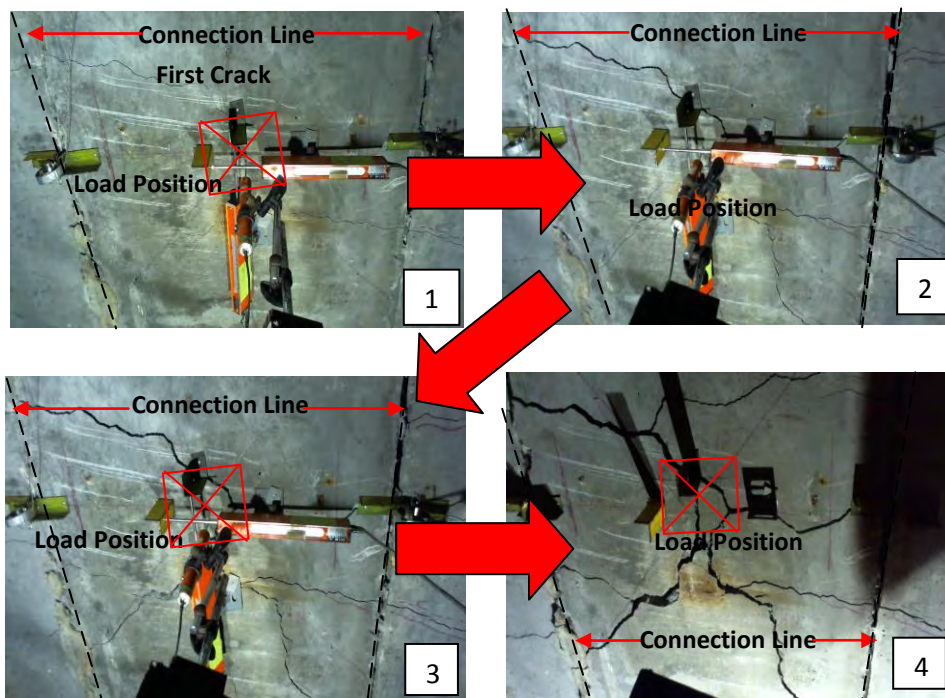 Connection Line
First Crack
Load Position
1
Connection Line
Load Position
2
Connection Line
Load Position
3
Load Position
Connection Line
4